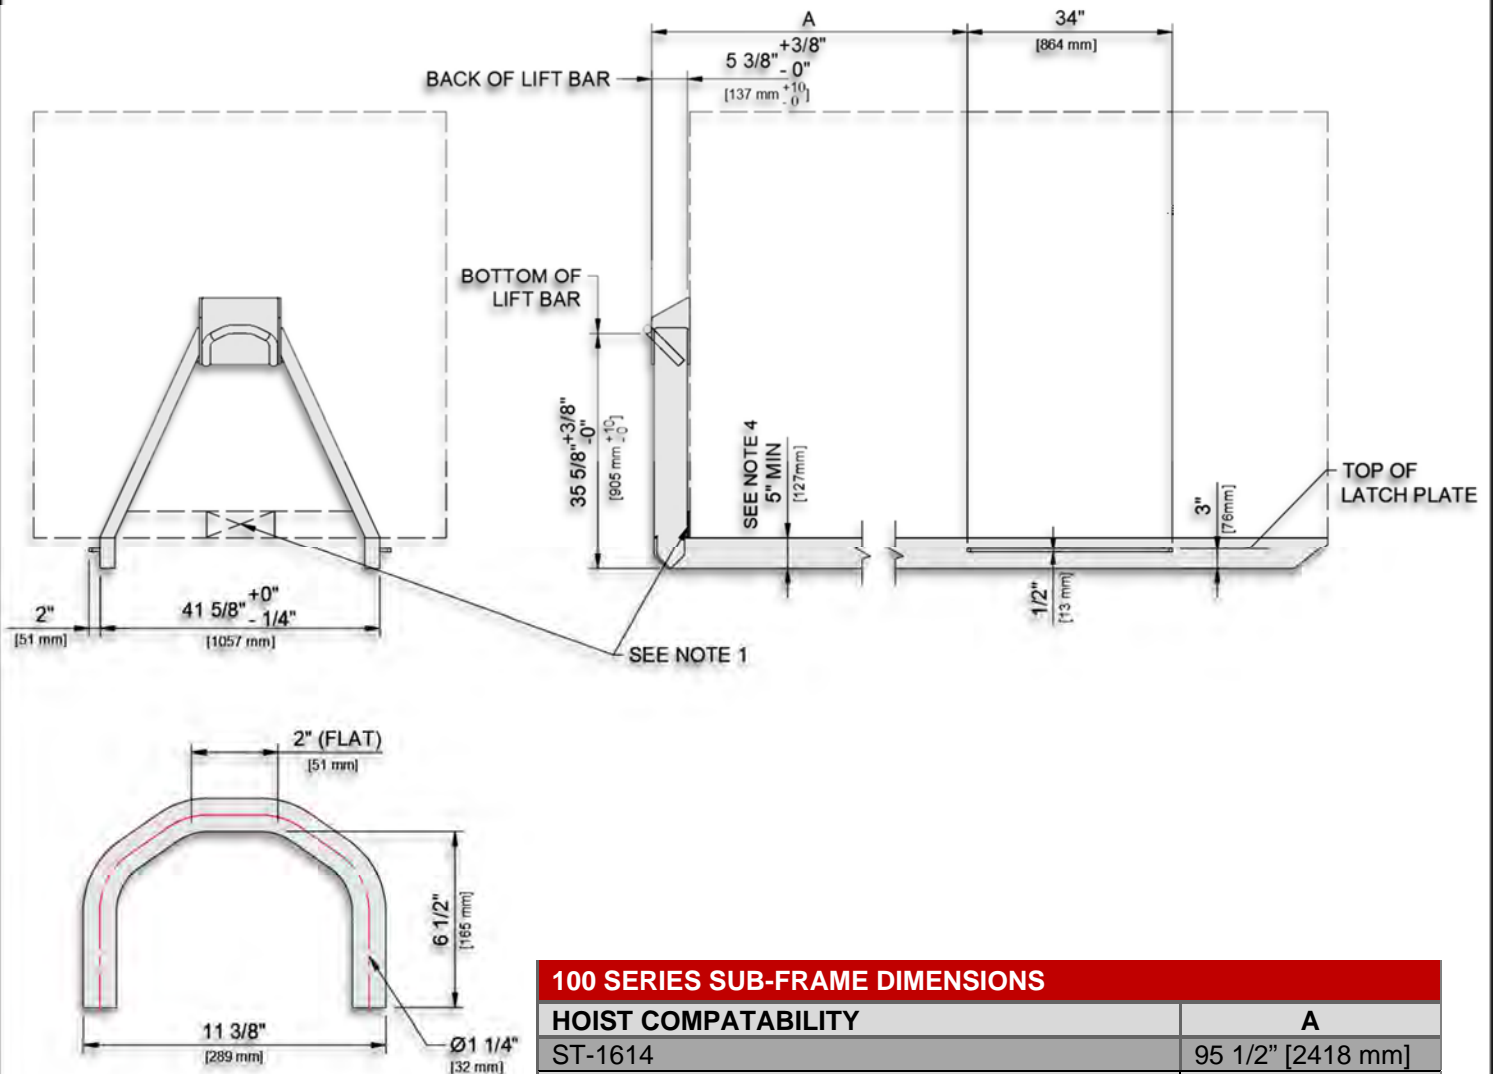 A
34"
[864 mm]
5 3/8" +3/8" - 0"
[137 mm +10 -0]
BACK OF LIFT BAR
BOTTOM OF
LIFT BAR
35 5/8" +3/8" -0"
[905 mm +10 -0]
SEE NOTE 4
5" MIN
[127mm]
TOP OF
LATCH PLATE
3"
[76mm]
1/2"
[13 mm]
2"
[51 mm]
41 5/8" +0" - 1/4"
[1057 mm]
SEE NOTE 1
2" (FLAT)
[51 mm]
6 1/2"
[165 mm]
11 3/8"
[289 mm]
Ø1 1/4"
[32 mm]
100 SERIES SUB-FRAME DIMENSIONS
HOIST COMPATABILITY A
ST-1614 95 1/2” [2418 mm]